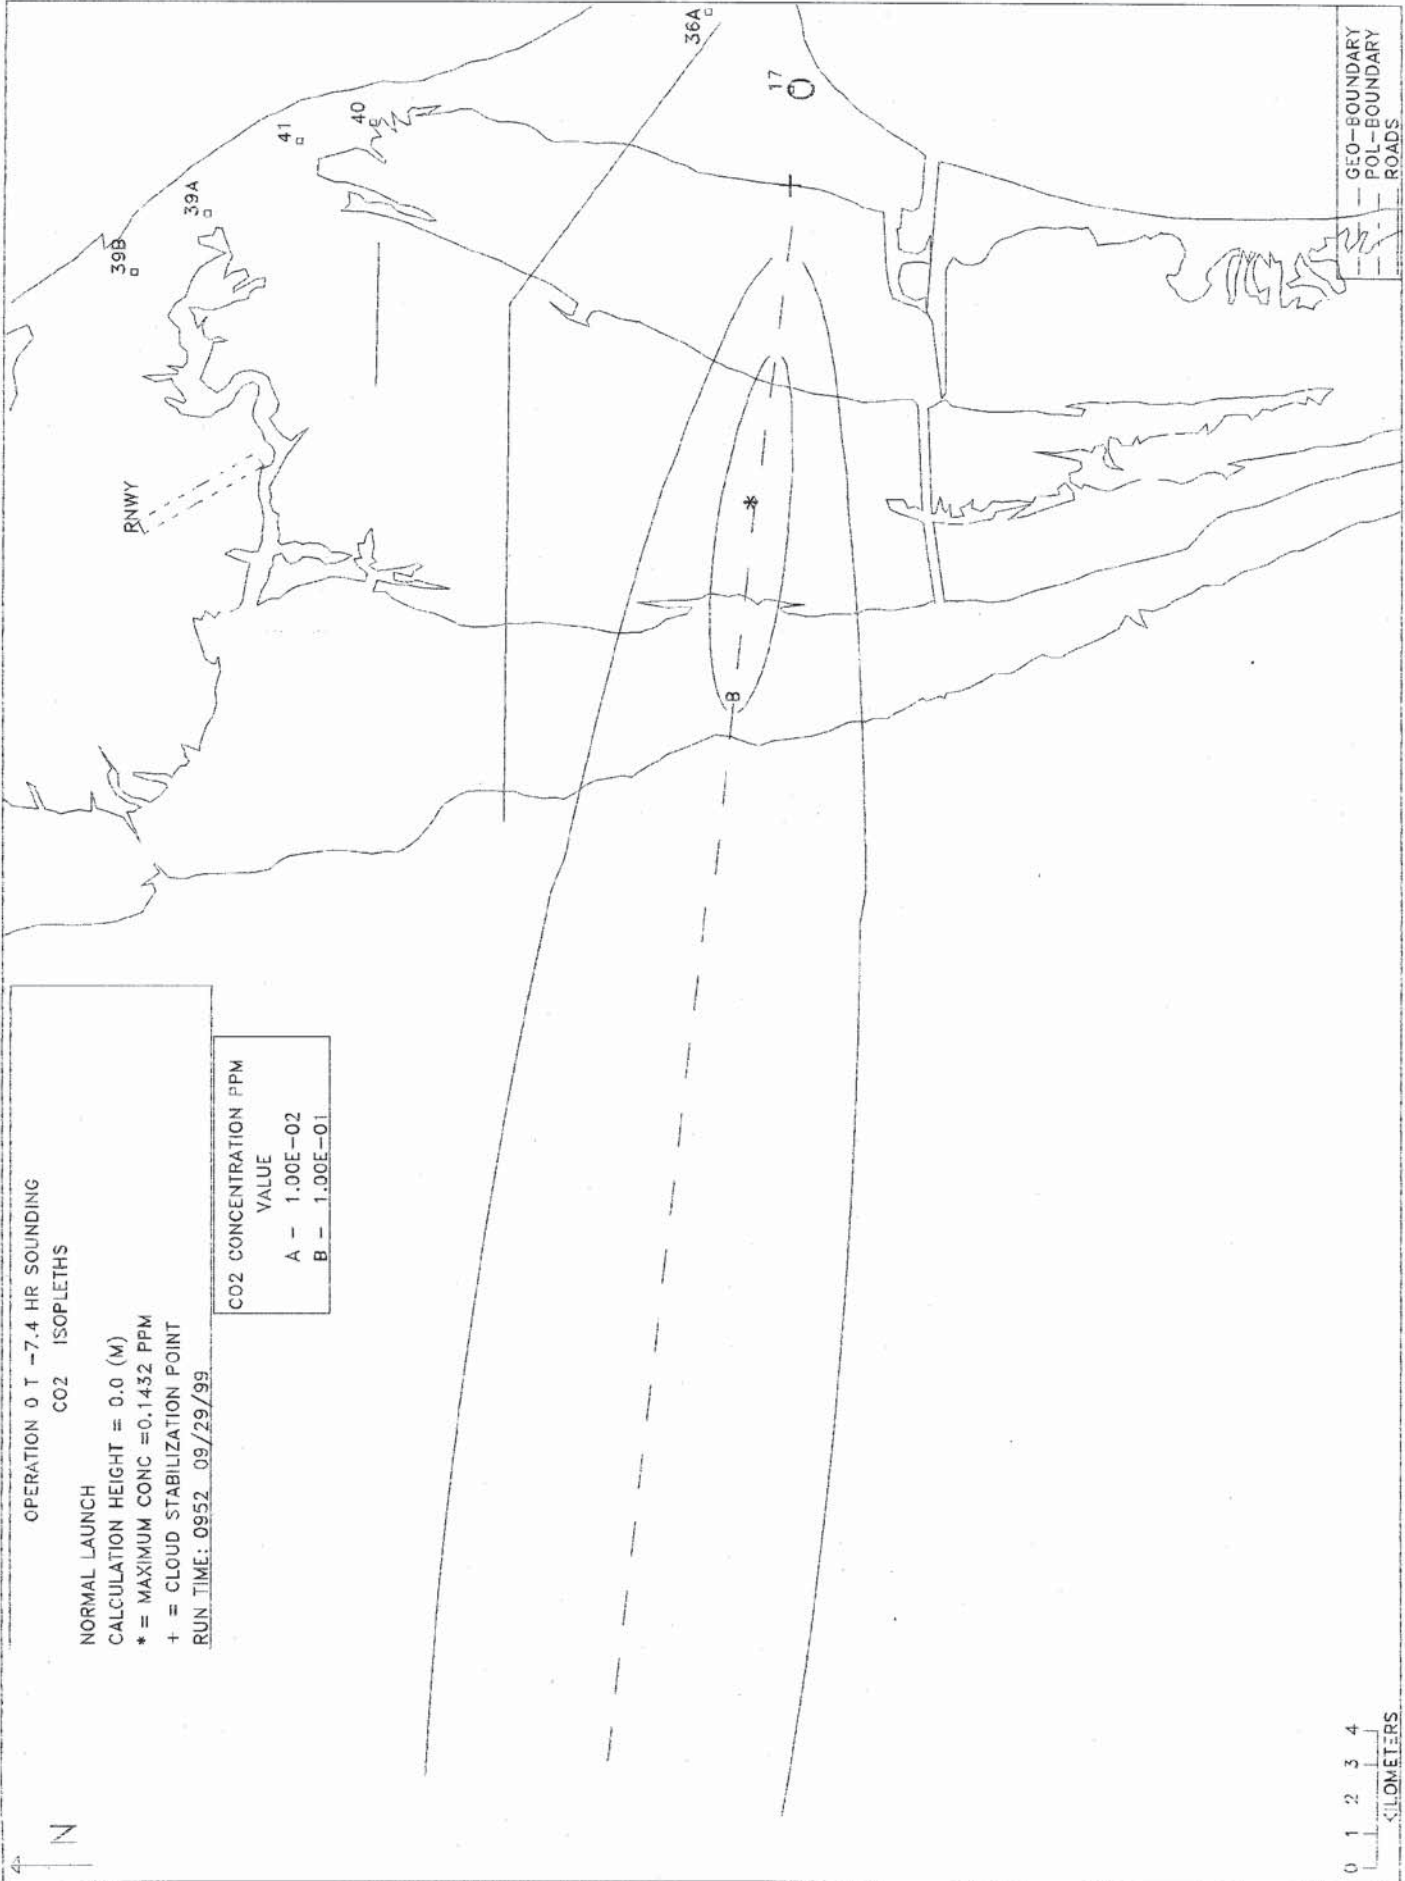 OPERATION 0 T -7.4 HR SOUNDING
CO2 ISOPLETHS
NORMAL LAUNCH
CALCULATION HEIGHT = 0.0 (M)
* = MAXIMUM CONC =0.1432 PPM
+ = CLOUD STABILIZATION POINT
RUN TIME: 0952 09/29/99
CO2 CONCENTRATION PPM
VALUE
A - 1.00E-02
B - 1.00E-01
N
RNWY
39B
39A
41
40
36A
17
B
0 1 2 3 4
KILOMETERS
GEO-BOUNDARY
POL-BOUNDARY
ROADS